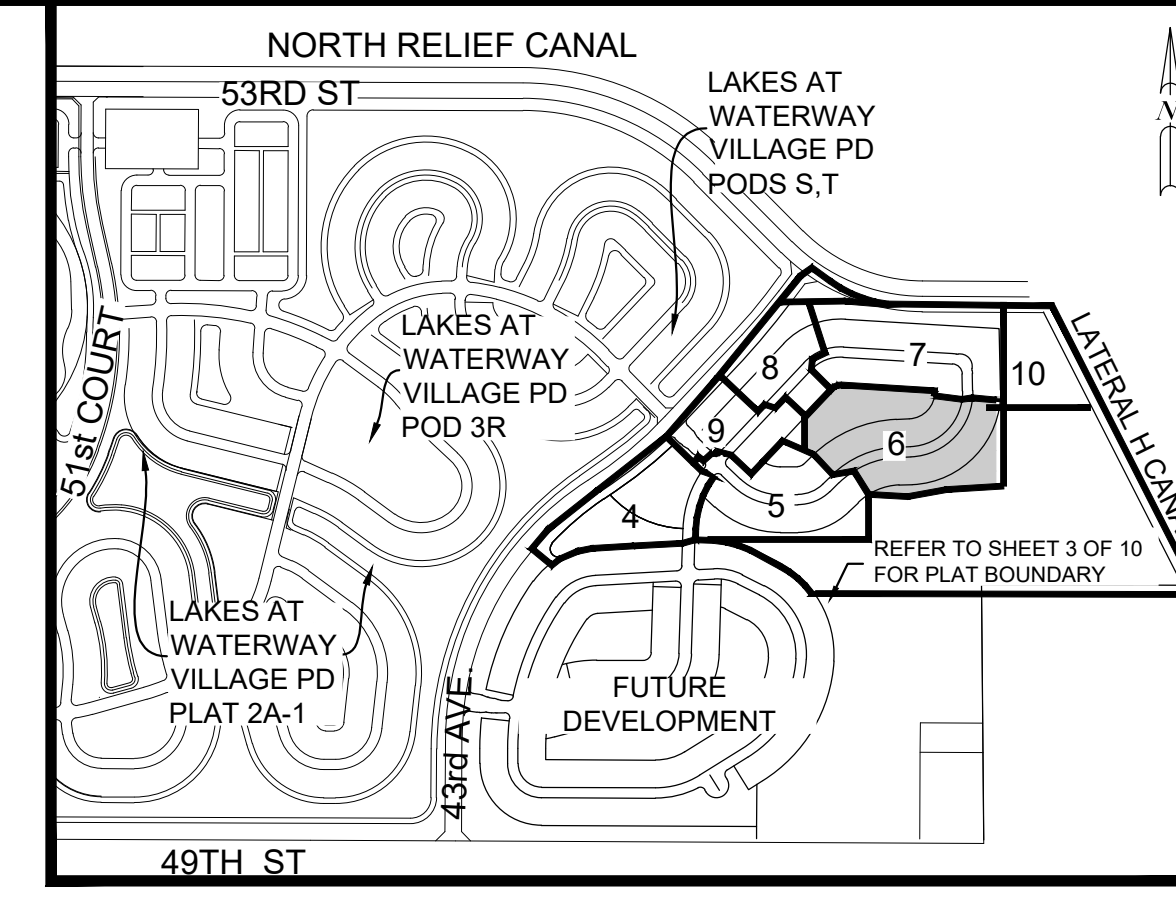 NORTH RELIEF CANAL
53RD ST
LAKES AT
WATERWAY
VILLAGE PD
PODS S,T
N
51st COURT
LAKES AT
WATERWAY
VILLAGE PD
POD 3R
8
7
10
LATERAL H CANA
9
6
4
5
REFER TO SHEET 3 OF 10
FOR PLAT BOUNDARY
LAKES AT
WATERWAY
VILLAGE PD
PLAT 2A-1
43rd AVE.
FUTURE
DEVELOPMENT
49TH ST